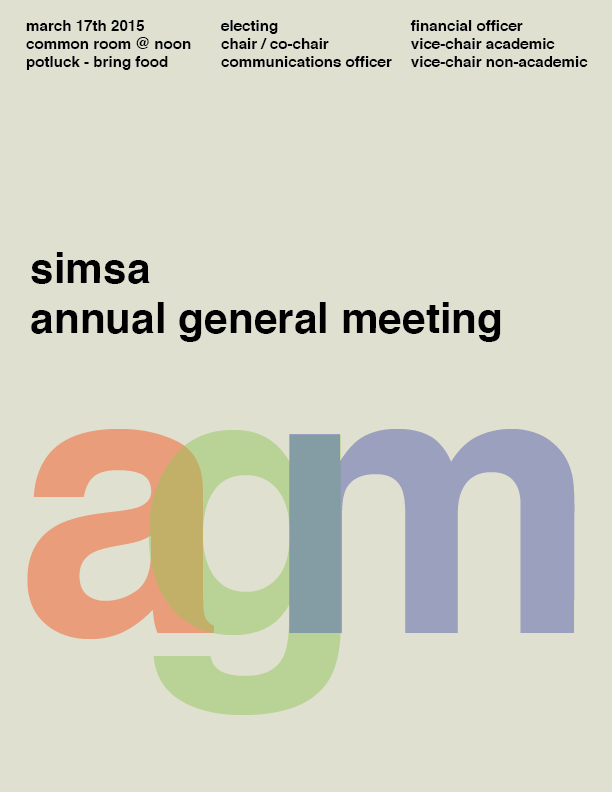 march 17th 2015
common room @ noon
potluck - bring food
electing
chair / co-chair
communications officer
financial officer
vice-chair academic
vice-chair non-academic
simsa
annual general meeting
agm